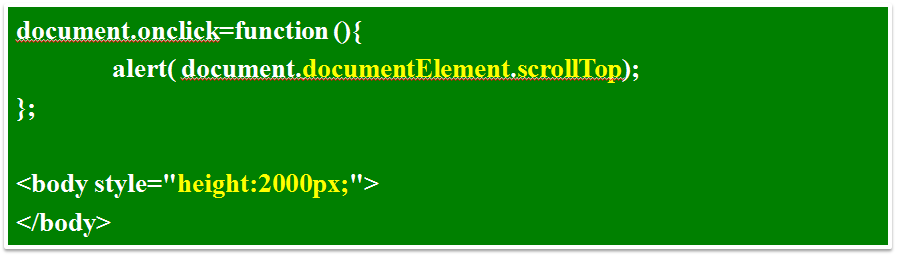 document.onclick=function (){
alert( document.documentElement.scrollTop);
};
<body style="height:2000px;">
</body>